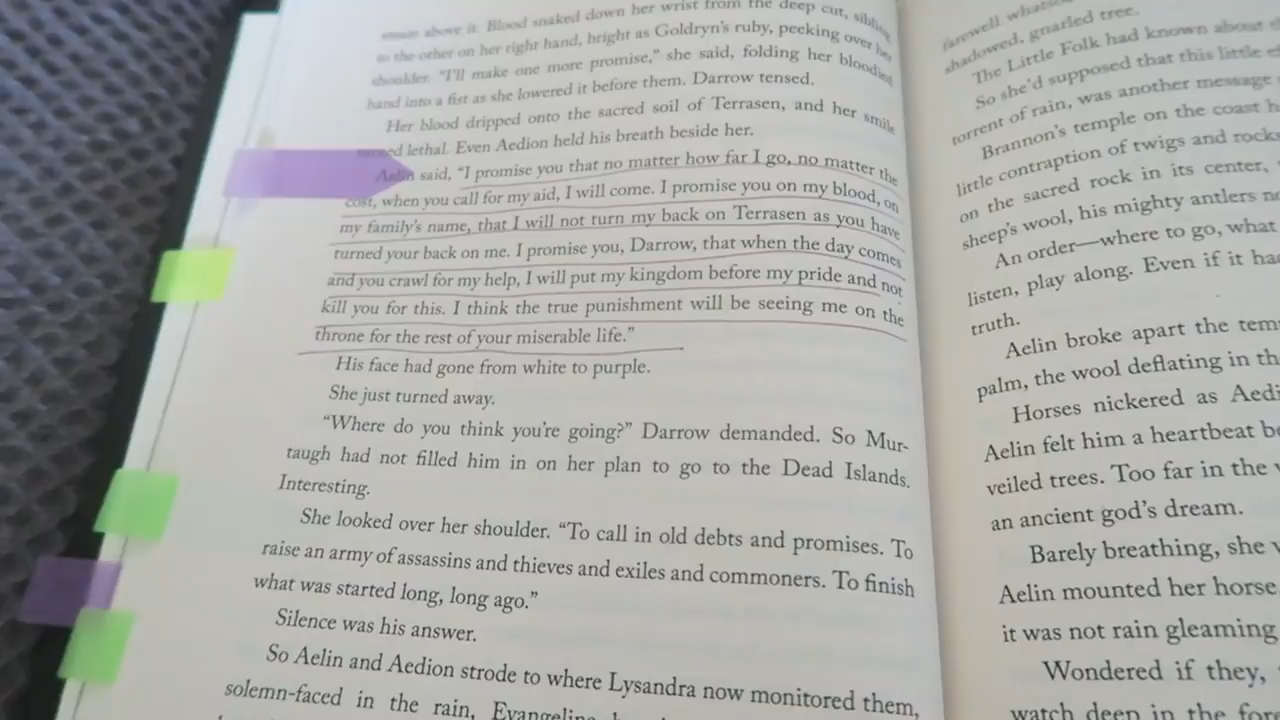 above it. Blood snaked down her wrist from the deep cut, sibling
to the other on her right hand, bright as Goldryn's ruby, peeking over her
shoulder. "I'll make one more promise," she said, folding her bloodied
hand into a fist as she lowered it before them. Darrow tensed.
Her blood dripped onto the sacred soil of Terrasen, and her smile
turned lethal. Even Aedion held his breath beside her.
Aelin said, "I promise you that no matter how far I go, no matter the
cost, when you call for my aid, I will come. I promise you on my blood, on
my family's name, that I will not turn my back on Terrasen as you have
turned your back on me. I promise you, Darrow, that when the day comes
and you crawl for my help, I will put my kingdom before my pride and not
kill you for this. I think the true punishment will be seeing me on the
throne for the rest of your miserable life."
His face had gone from white to purple.
She just turned away.
"Where do you think you're going?" Darrow demanded. So Mur-
taugh had not filled him in on her plan to go to the Dead Islands.
Interesting.
She looked over her shoulder. "To call in old debts and promises. To
raise an army of assassins and thieves and exiles and commoners. To finish
what was started long, long ago."
Silence was his answer.
So Aelin and Aedion strode to where Lysandra now monitored them,
solemn-faced in the rain, Evangeline
farewell
shadowed, gnarled tree.
The Little Folk had known about
So she'd supposed that this little
torrent of rain, was another message
Brannon's temple on the coast
little contraption of twigs and rocks
on the sacred rock in its center,
sheep's wool, his mighty antlers
An order—where to go, what
listen, play along. Even if it
truth.
Aelin broke apart the
palm, the wool deflating in
Horses nickered as
Aelin felt him a heartbeat
veiled trees. Too far in the
an ancient god's dream.
Barely breathing, she
Aelin mounted her horse
it was not rain gleaming
Wondered if they,
watch deep in the